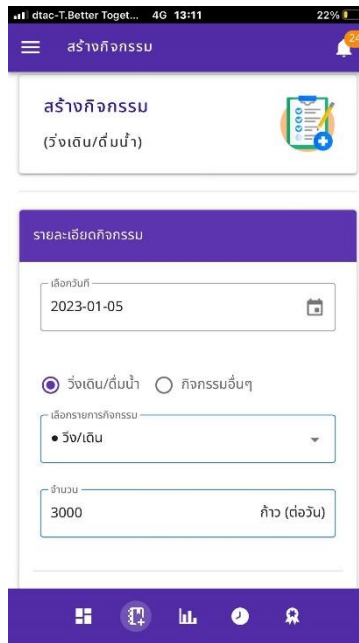 dtac-T.Better Toget... 4G 13:11 22%
สร้างกิจกรรม
24
สร้างกิจกรรม
(วิ่งเดิน/ดื่มน้ำ)
รายละเอียดกิจกรรม
เลือกวันที่
2023-01-05
วิ่งเดิน/ดื่มน้ำ กิจกรรมอื่นๆ
เลือกรายการกิจกรรม
● วิ่ง/เดิน
จำนวน
3000 ก้าว (ต่อวัน)